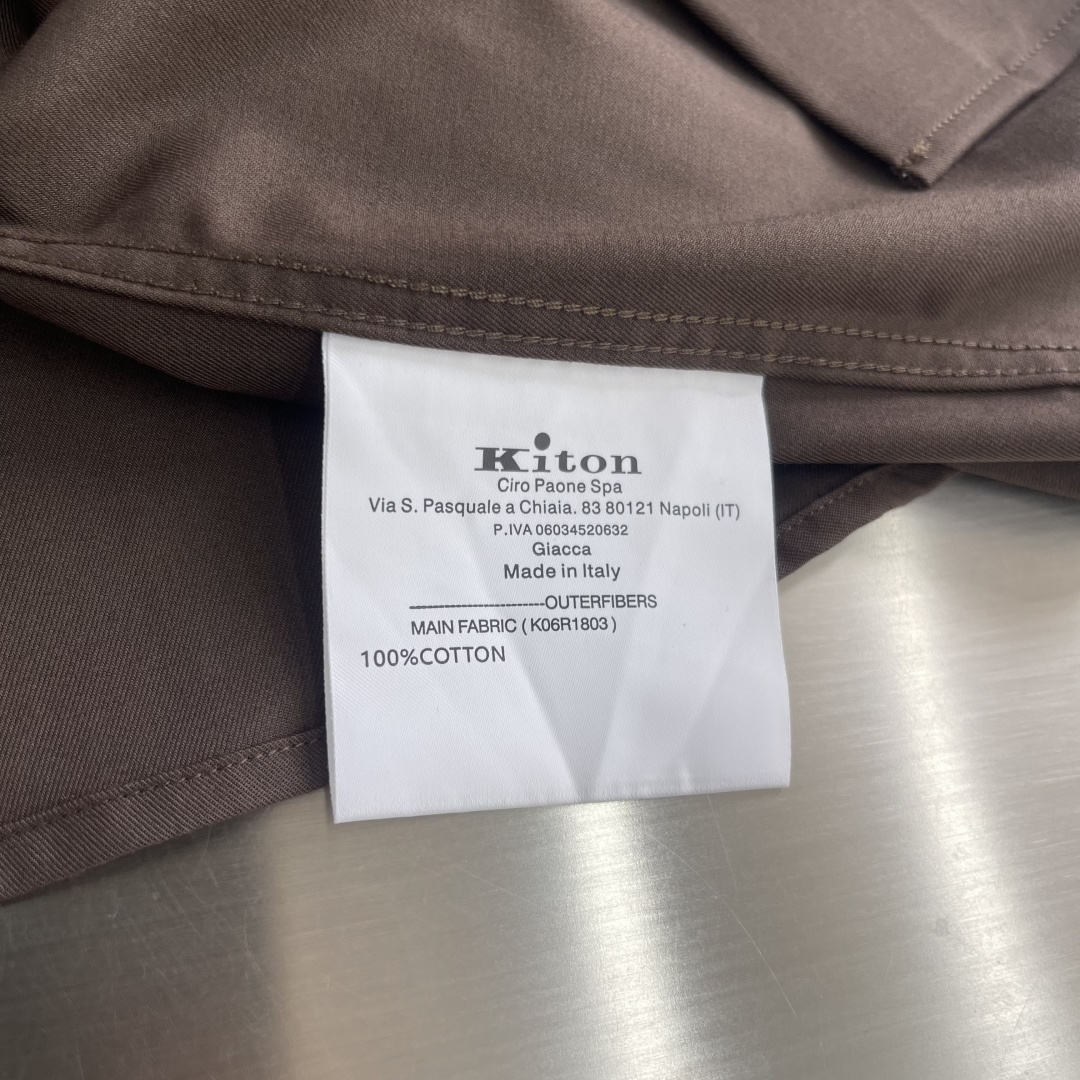 Kiton
Ciro Paone Spa
Via S. Pasquale a Chiaia. 83 80121 Napoli (IT)
P.IVA 06034520632
Giacca
Made in Italy
------------------------OUTERFIBERS
MAIN FABRIC ( K06R1803 )
100%COTTON